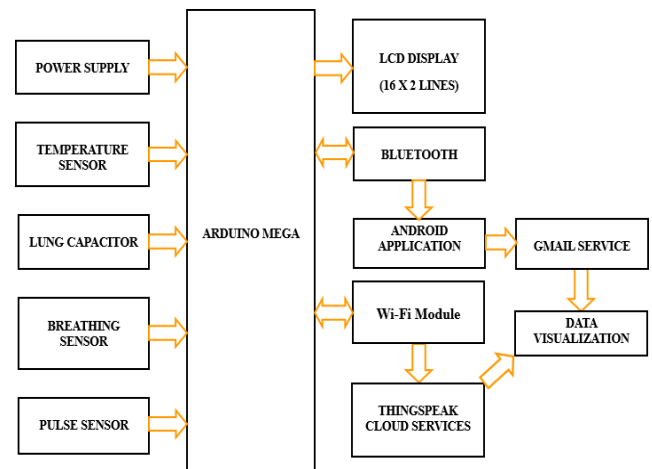 POWER SUPPLY
TEMPERATURE
SENSOR
LUNG CAPACITOR
BREATHING
SENSOR
PULSE SENSOR
ARDUINO MEGA
LCD DISPLAY
(16 X 2 LINES)
BLUETOOTH
ANDROID
APPLICATION
GMAIL SERVICE
Wi-Fi Module
DATA
VISUALIZATION
THINGSPEAK
CLOUD SERVICES